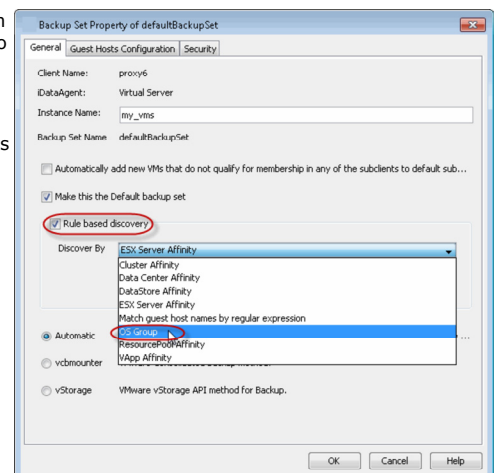 Backup Set Property of defaultBackupSet
General Guest Hosts Configuration Security
Client Name: proxy6
iDataAgent: Virtual Server
Instance Name: my_vms
Backup Set Name defaultBackupSet
Automatically add new VMs that do not qualify for membership in any of the subclients to default sub...
Make this the Default backup set
Rule based discovery
Discover By ESX Server Affinity
Cluster Affinity
Data Center Affinity
DataStore Affinity
ESX Server Affinity
Match guest host names by regular expression
OS Group
ResourcePoolAffinity
VApp Affinity
Automatic ...
vcbmounter
vStorage VMware vStorage API method for Backup.
OK Cancel Help